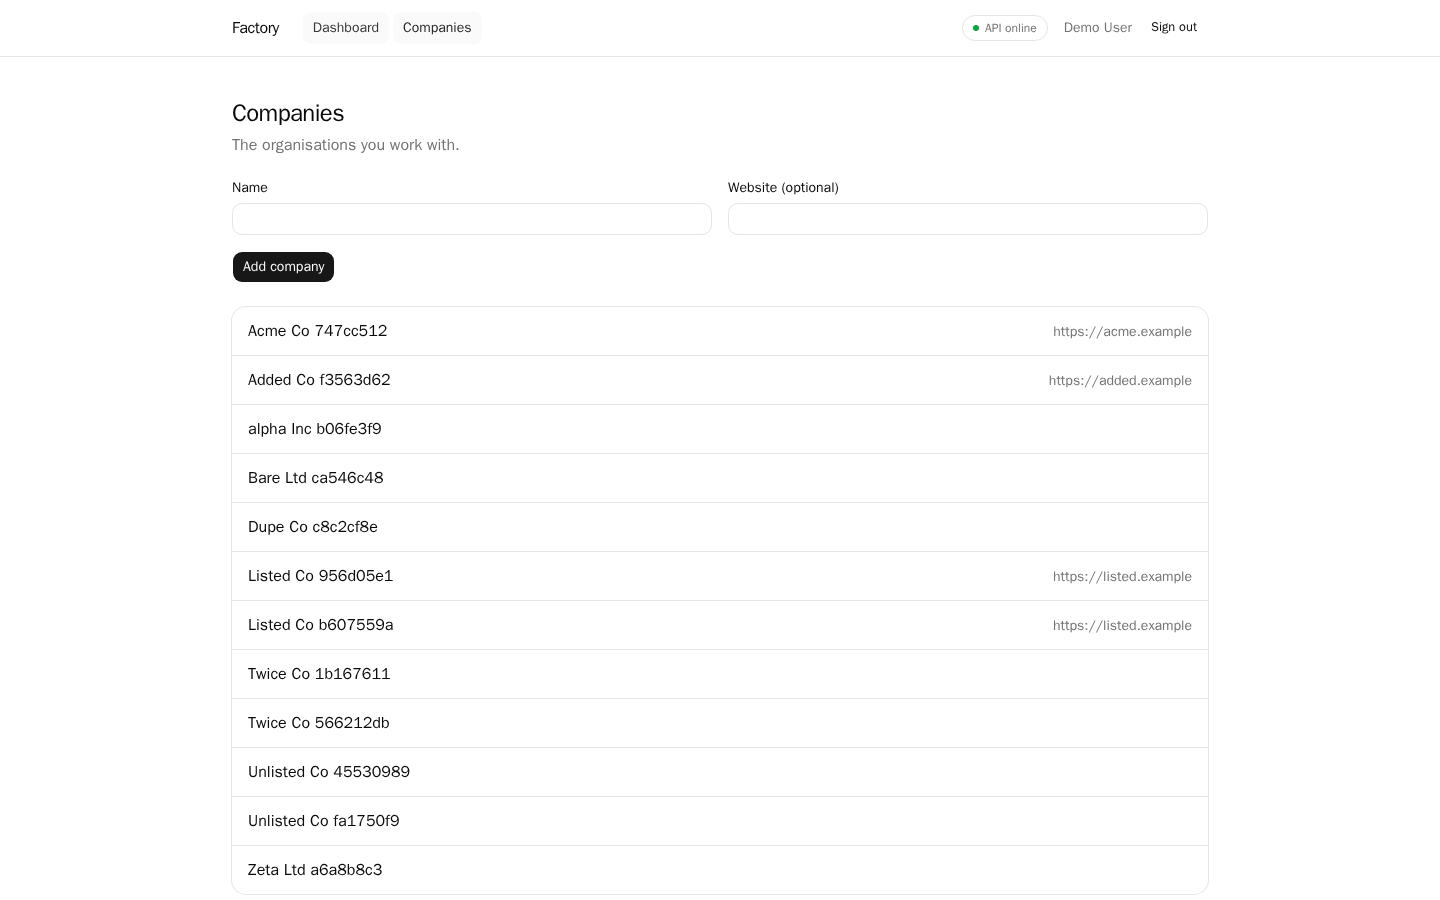 Factory Dashboard Companies API online Demo User Sign out
Companies
The organisations you work with.
Name Website (optional)
Add company
Acme Co 747cc512 https://acme.example
Added Co f3563d62 https://added.example
alpha Inc b06fe3f9
Bare Ltd ca546c48
Dupe Co c8c2cf8e
Listed Co 956d05e1 https://listed.example
Listed Co b607559a https://listed.example
Twice Co 1b167611
Twice Co 566212db
Unlisted Co 45530989
Unlisted Co fa1750f9
Zeta Ltd a6a8b8c3